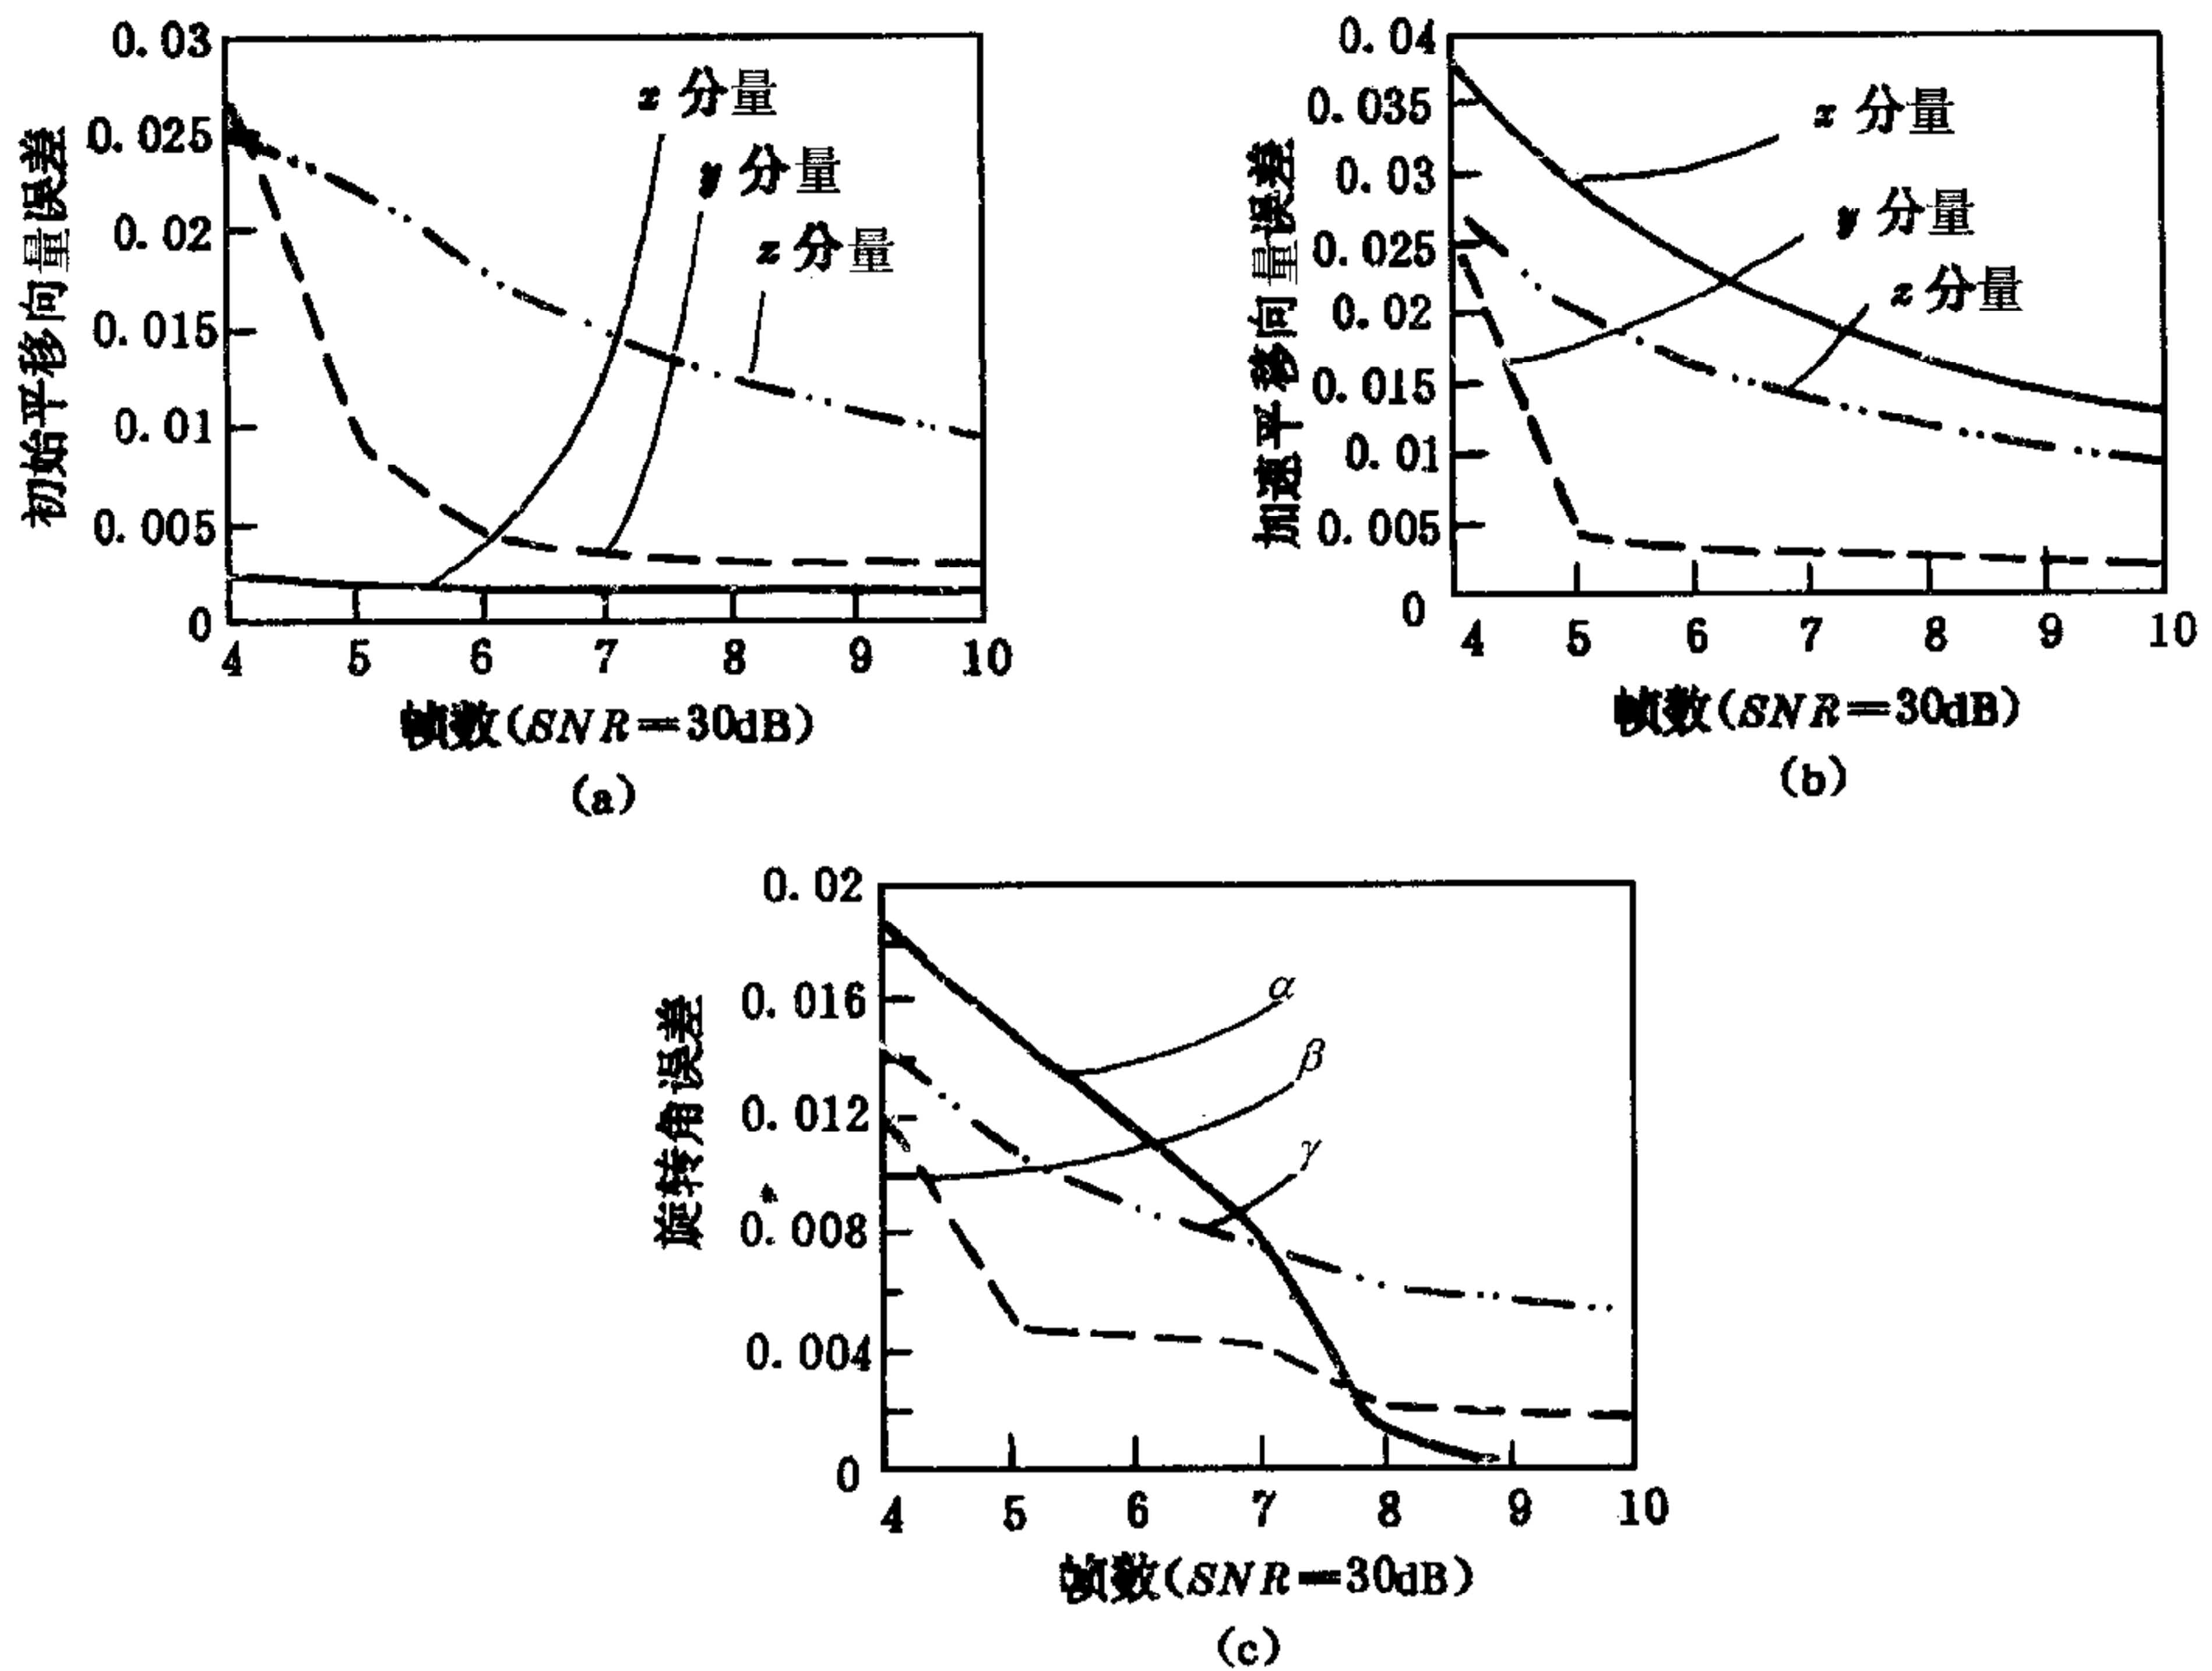 初始平移向量误差
0.03
0.025
0.02
0.015
0.01
0.005
0
x 分量
y 分量
z 分量
4 5 6 7 8 9 10
帧数(SNR=30dB)
(a)
加速平移向量误差
0.04
0.035
0.03
0.025
0.02
0.015
0.01
0.005
0
x 分量
y 分量
z 分量
4 5 6 7 8 9 10
帧数(SNR=30dB)
(b)
旋转角误差
0.02
0.016
0.012
0.008
0.004
0
α
β
γ
4 5 6 7 8 9 10
帧数(SNR=30dB)
(c)